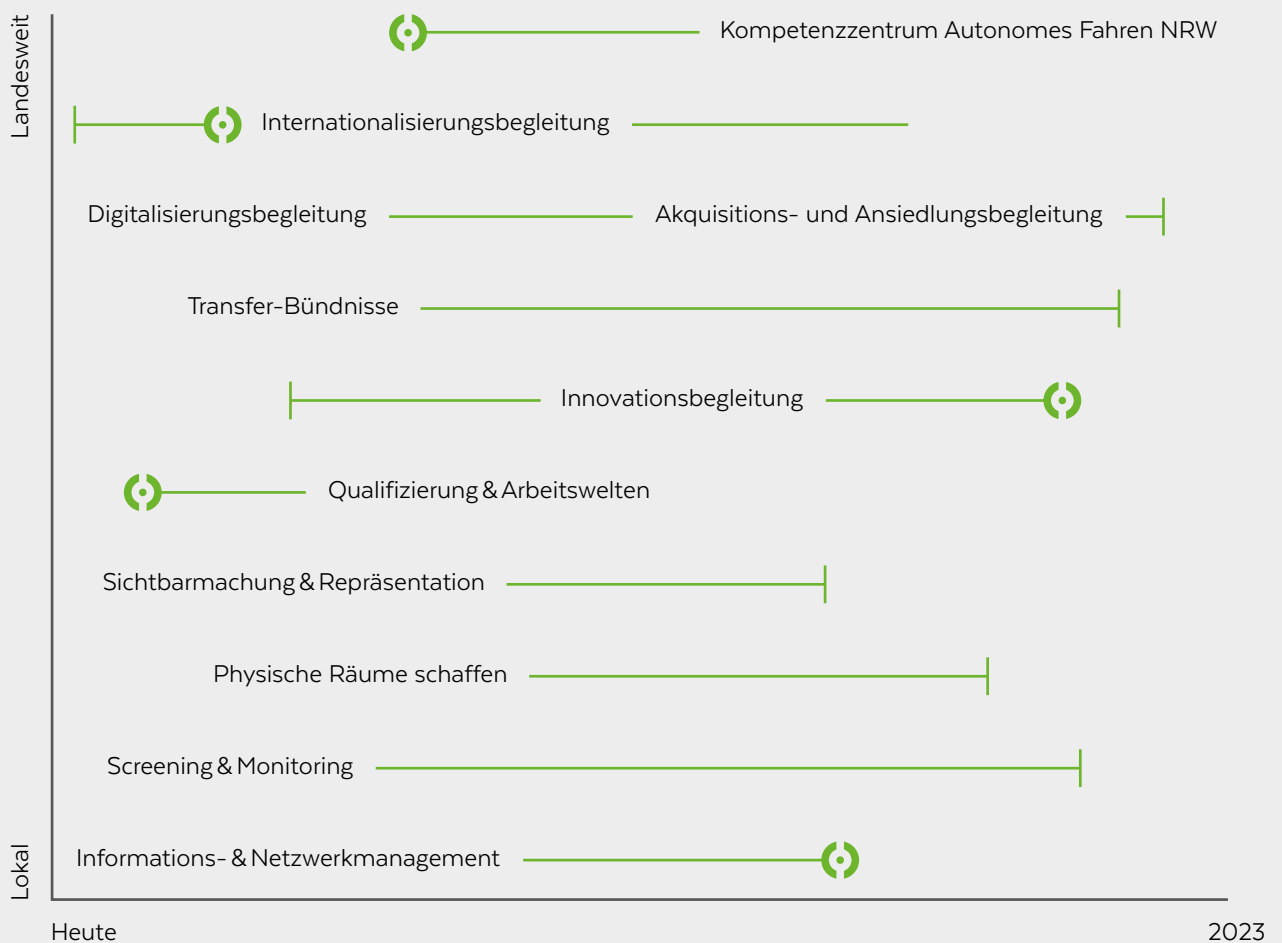 Landesweit
Kompetenzzentrum Autonomes Fahren NRW
Internationalisierungsbegleitung
Digitalisierungsbegleitung
Akquisitions- und Ansiedlungsbegleitung
Transfer-Bündnisse
Innovationsbegleitung
Qualifizierung & Arbeitswelten
Sichtbarmachung & Repräsentation
Physische Räume schaffen
Screening & Monitoring
Informations- & Netzwerkmanagement
Lokal
Heute
2023